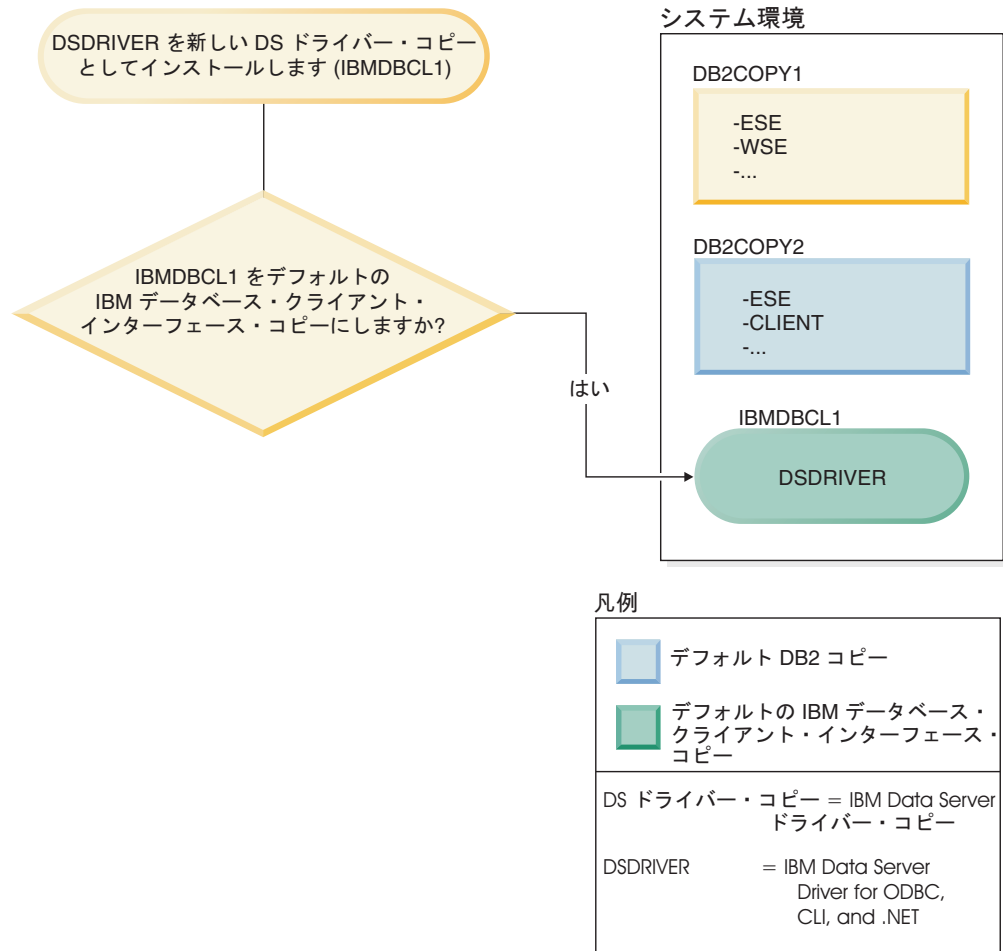 DSDRIVER を新しい DS ドライバー・コピー
としてインストールします (IBMDBCL1)
IBMDBCL1 をデフォルトの
IBM データベース・クライアント・
インターフェース・コピーにしますか?
はい
システム環境
DB2COPY1
-ESE
-WSE
-...
DB2COPY2
-ESE
-CLIENT
-...
IBMDBCL1
DSDRIVER
凡例
デフォルト DB2 コピー
デフォルトの IBM データベース・
クライアント・インターフェース・
コピー
DS ドライバー・コピー = IBM Data Server
ドライバー・コピー
DSDRIVER = IBM Data Server
Driver for ODBC,
CLI, and .NET